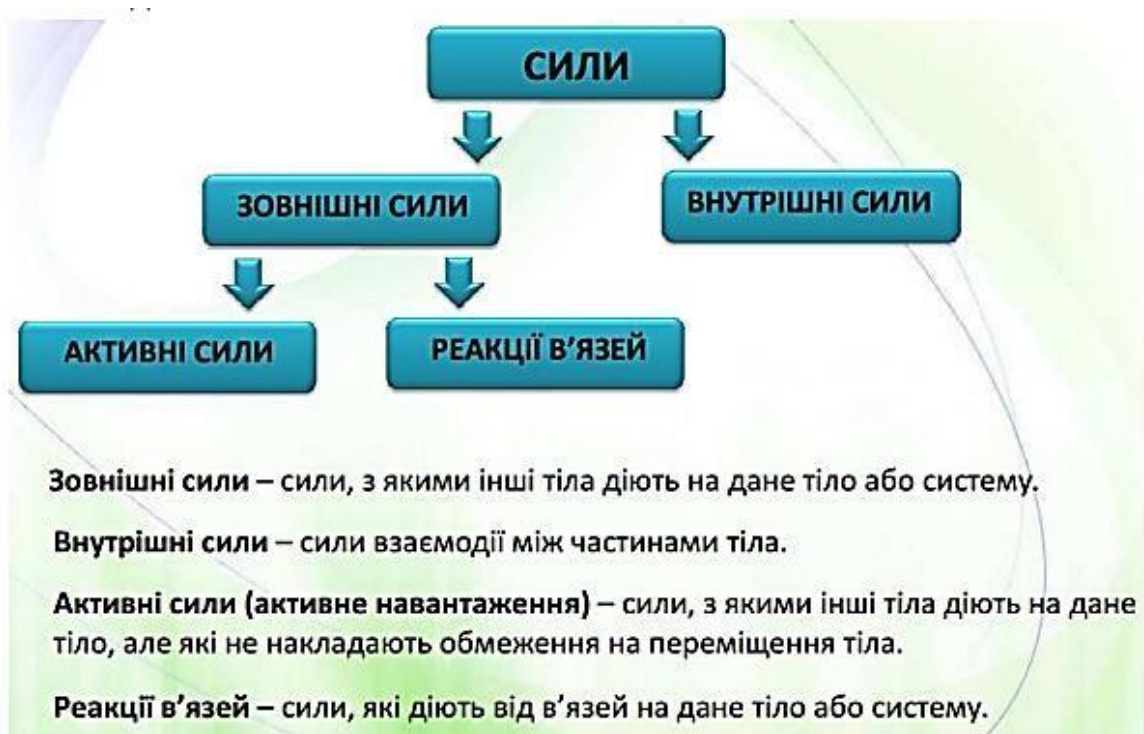 СИЛИ
ЗОВНІШНІ СИЛИ
ВНУТРІШНІ СИЛИ
АКТИВНІ СИЛИ
РЕАКЦІЇ В’ЯЗЕЙ
Зовнішні сили – сили, з якими інші тіла діють на дане тіло або систему.
Внутрішні сили – сили взаємодії між частинами тіла.
Активні сили (активне навантаження) – сили, з якими інші тіла діють на дане
тіло, але які не накладають обмеження на переміщення тіла.
Реакції в’язей – сили, які діють від в’язей на дане тіло або систему.